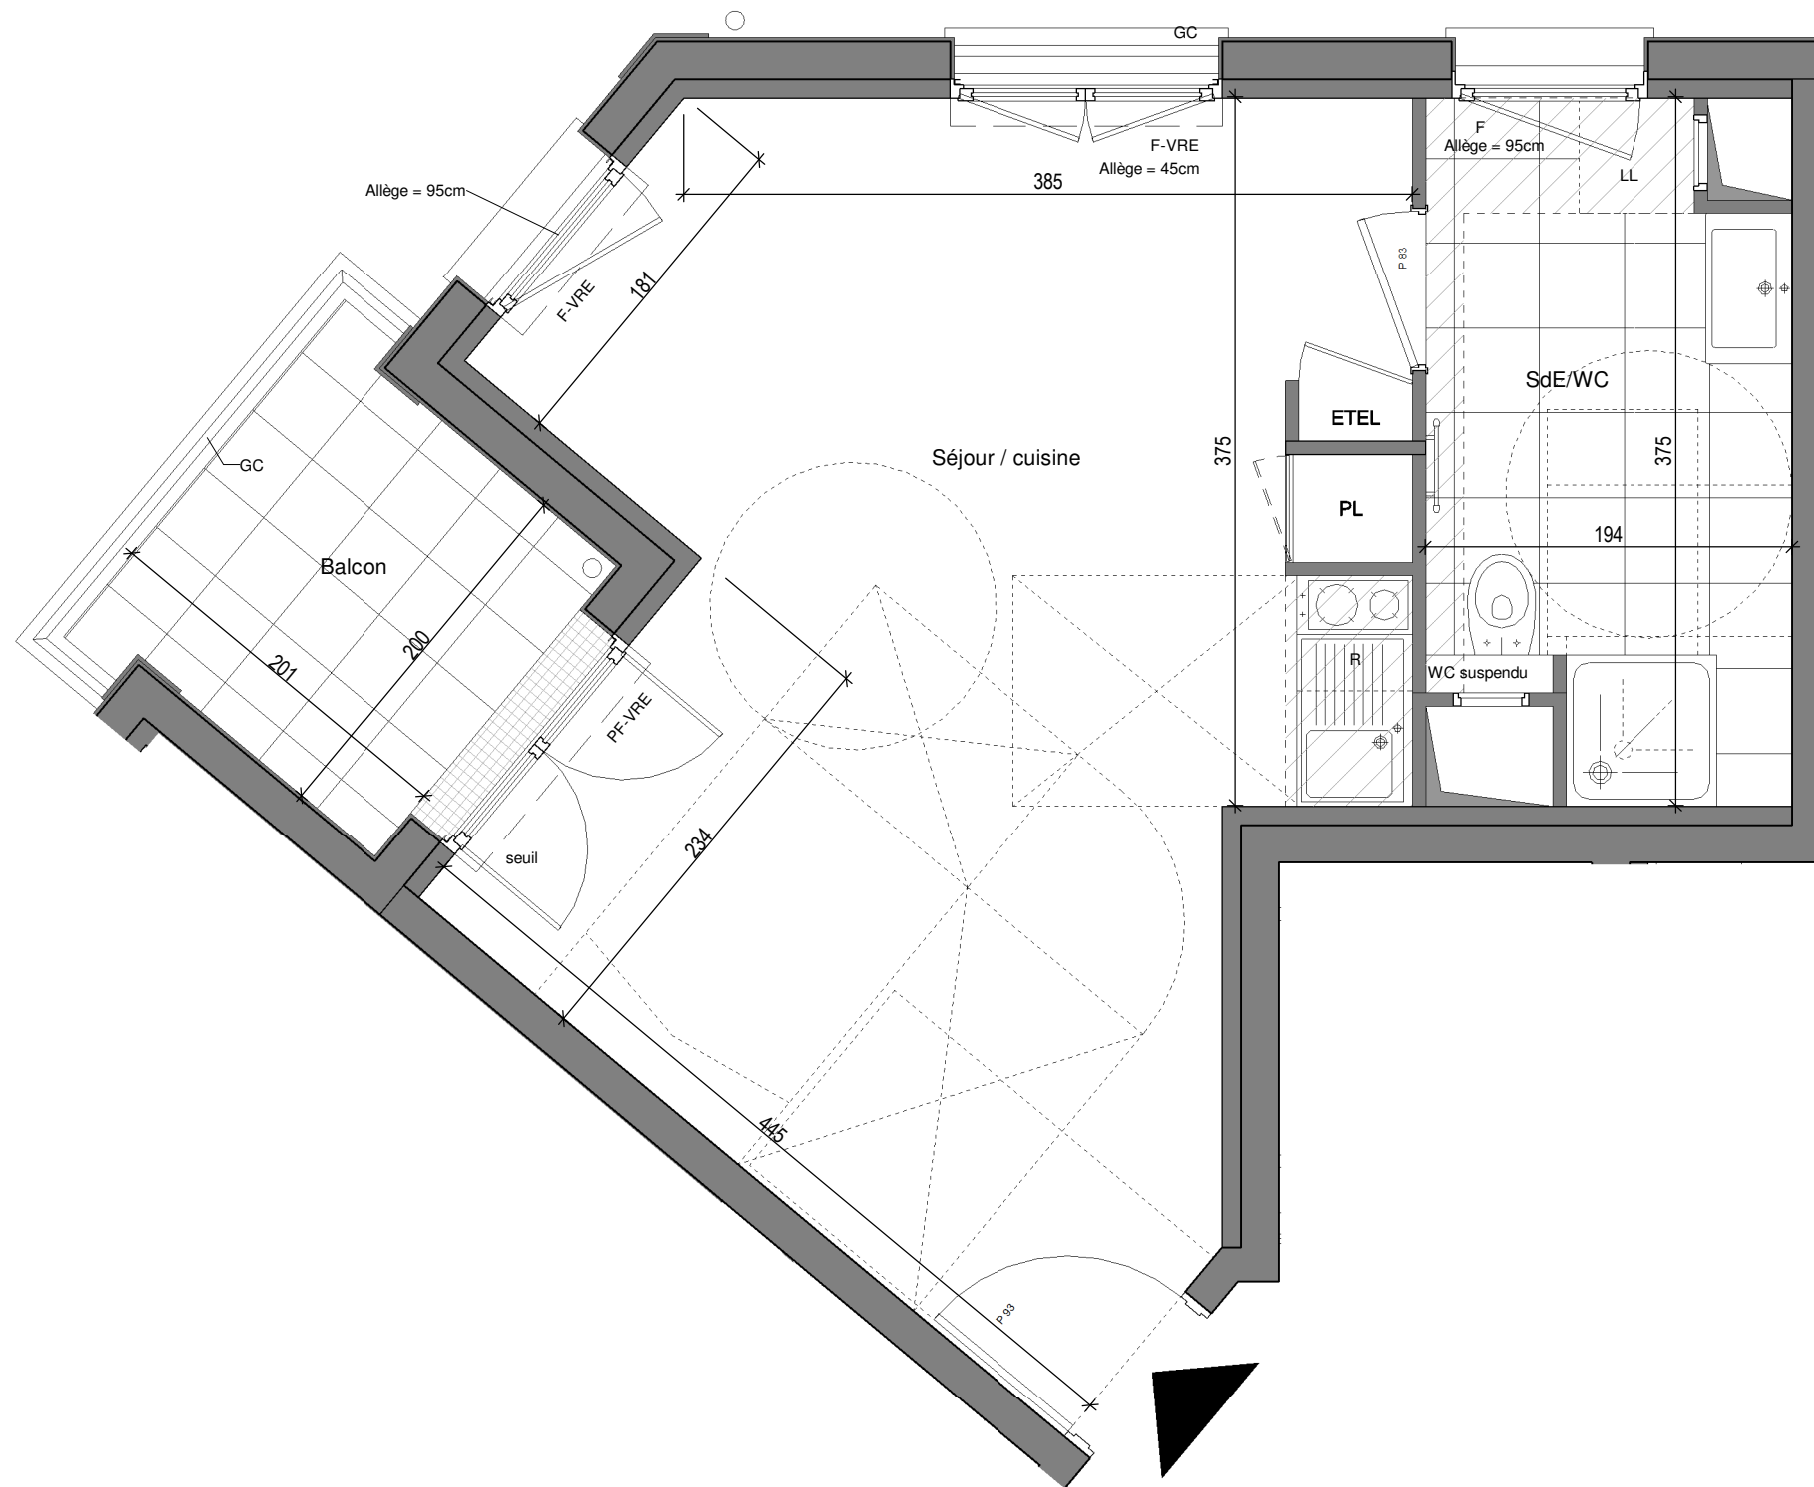 GC
F
Allège = 95cm
F-VRE
Allège = 45cm
LL
385
Allège = 95cm
P 83
181
F-VRE
SdE/WC
ETEL
375
375
Séjour / cuisine
GC
PL
194
Balcon
200
201
R
WC suspendu
PF-VRE
234
seuil
445
P 93